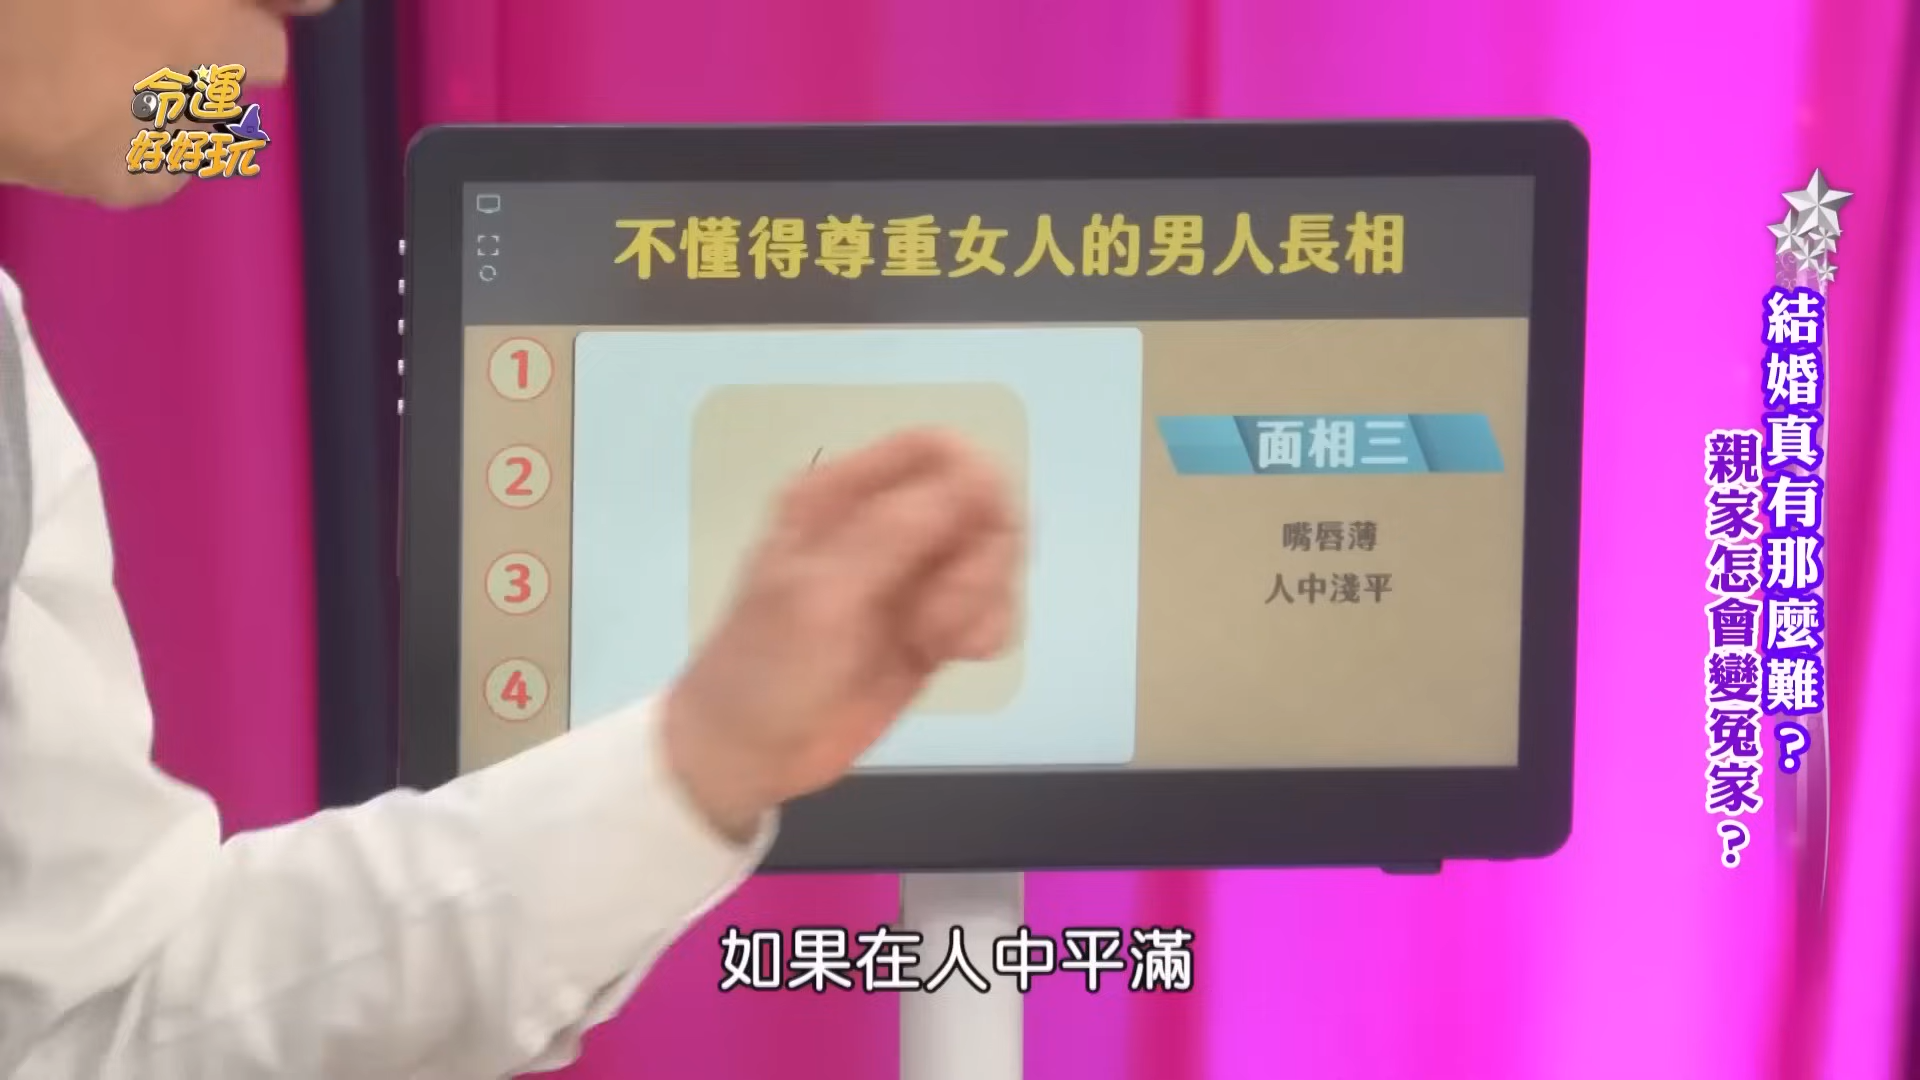 命運
好好玩
不懂得尊重女人的男人長相
1
2
3
4
面相三
嘴唇薄
人中淺平
結婚真有那麼難?
親家怎會變冤家?
如果在人中平滿